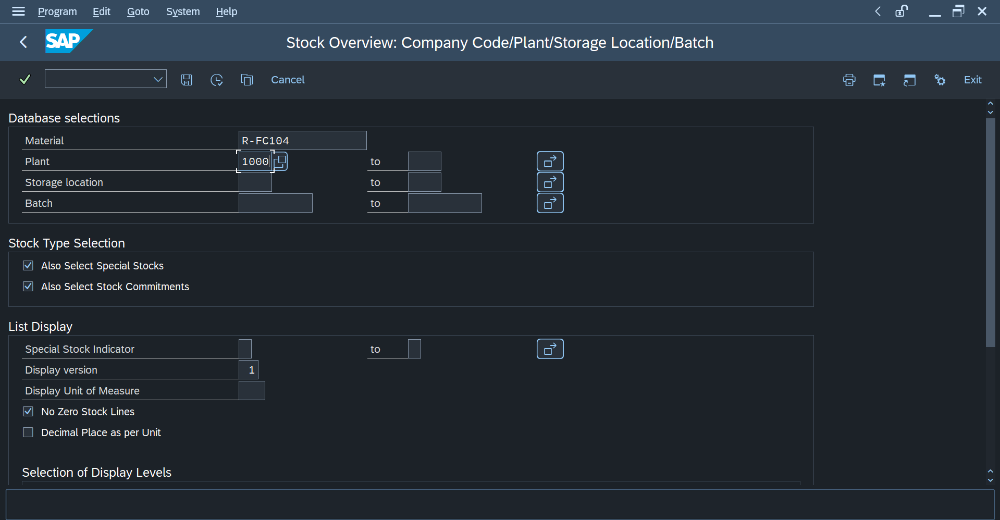 Program Edit Goto System Help
SAP
Stock Overview: Company Code/Plant/Storage Location/Batch
Cancel Exit
Database selections
Material R-FC104
Plant 1000 to
Storage location to
Batch to
Stock Type Selection
Also Select Special Stocks
Also Select Stock Commitments
List Display
Special Stock Indicator to
Display version 1
Display Unit of Measure
No Zero Stock Lines
Decimal Place as per Unit
Selection of Display Levels